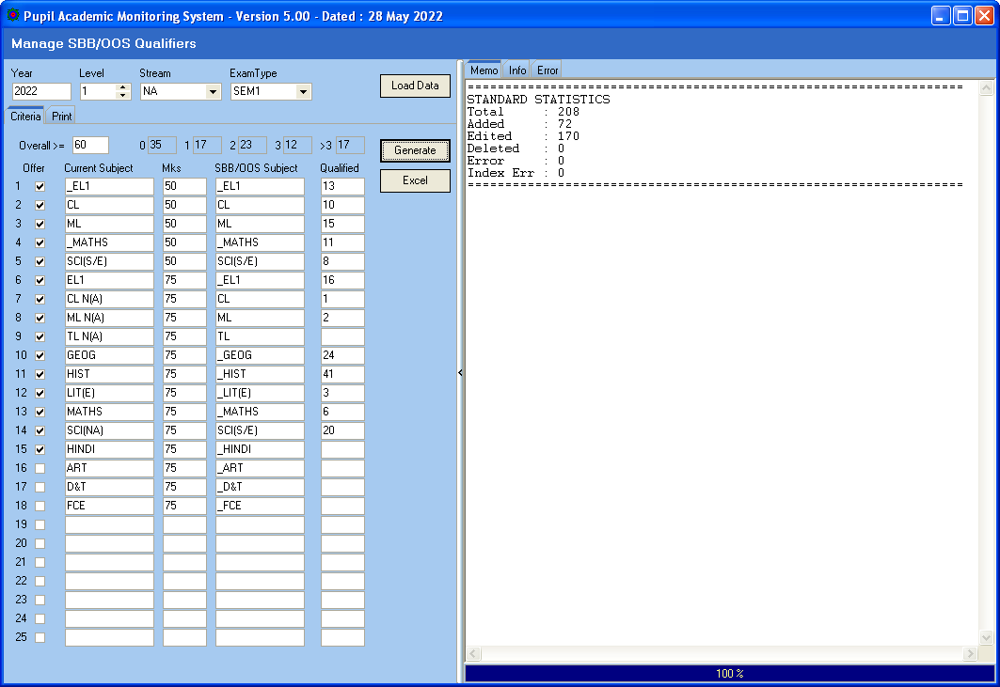 Pupil Academic Monitoring System - Version 5.00 - Dated : 28 May 2022
Manage SBB/OOS Qualifiers
Year Level Stream ExamType
2022 1 NA SEM1 Load Data
Criteria Print
Overall >= 60 0 35 1 17 2 23 3 12 >3 17 Generate
Offer Current Subject Mks SBB/OOS Subject Qualified Excel
1 _EL1 50 _EL1 13
2 CL 50 CL 10
3 ML 50 ML 15
4 _MATHS 50 _MATHS 11
5 SCI(S/E) 50 SCI(S/E) 8
6 EL1 75 _EL1 16
7 CL N(A) 75 CL 1
8 ML N(A) 75 ML 2
9 TL N(A) 75 TL
10 GEOG 75 _GEOG 24
11 HIST 75 _HIST 41
12 LIT(E) 75 _LIT(E) 3
13 MATHS 75 _MATHS 6
14 SCI(NA) 75 SCI(S/E) 20
15 HINDI 75 _HINDI
16 ART 75 _ART
17 D&T 75 _D&T
18 FCE 75 _FCE
19
20
21
22
23
24
25
Memo Info Error
==================================================================
STANDARD STATISTICS
Total : 208
Added : 72
Edited : 170
Deleted : 0
Error : 0
Index Err : 0
==================================================================
100 %